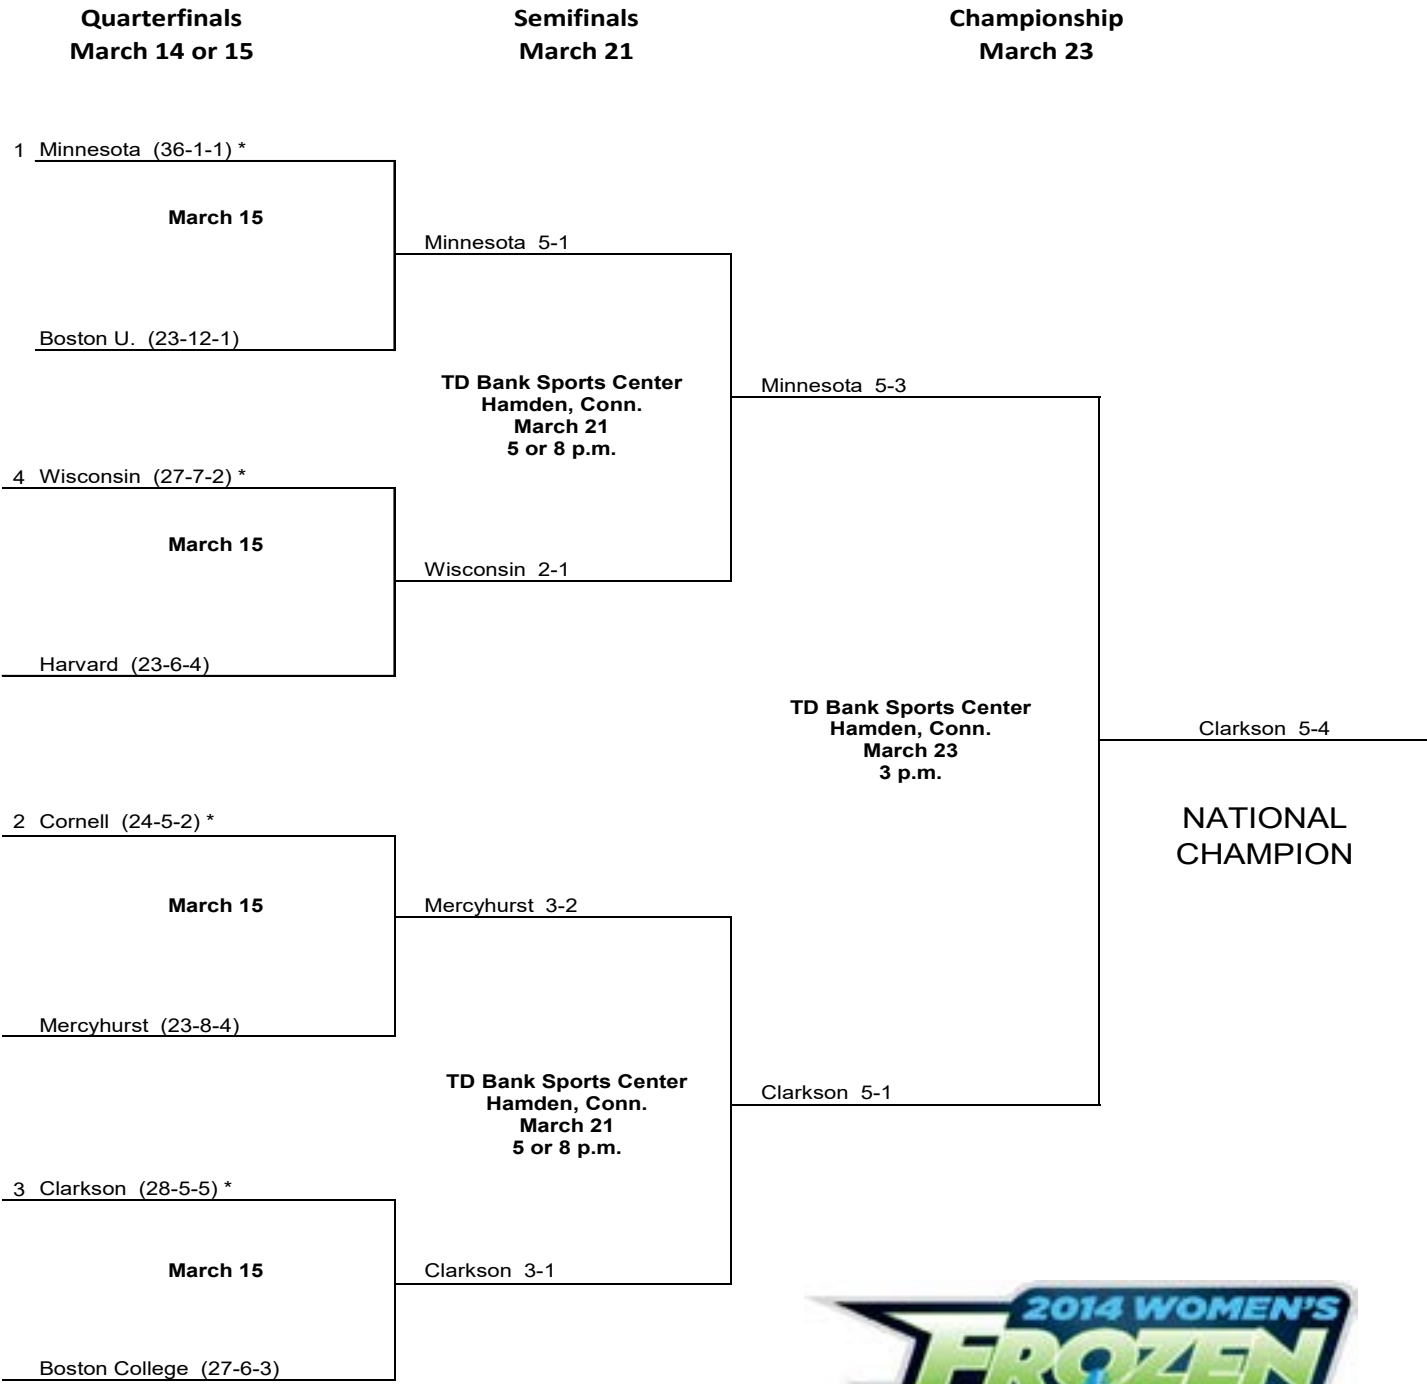 Quarterfinals
March 14 or 15
Semifinals
March 21
Championship
March 23
1 Minnesota (36-1-1) *
March 15
Boston U. (23-12-1)
Minnesota 5-1
TD Bank Sports Center
Hamden, Conn.
March 21
5 or 8 p.m.
4 Wisconsin (27-7-2) *
March 15
Harvard (23-6-4)
Wisconsin 2-1
Minnesota 5-3
TD Bank Sports Center
Hamden, Conn.
March 23
3 p.m.
Clarkson 5-4
NATIONAL
CHAMPION
2 Cornell (24-5-2) *
March 15
Mercyhurst (23-8-4)
Mercyhurst 3-2
TD Bank Sports Center
Hamden, Conn.
March 21
5 or 8 p.m.
Clarkson 5-1
3 Clarkson (28-5-5) *
March 15
Boston College (27-6-3)
Clarkson 3-1
2014 WOMEN'S
FROZEN